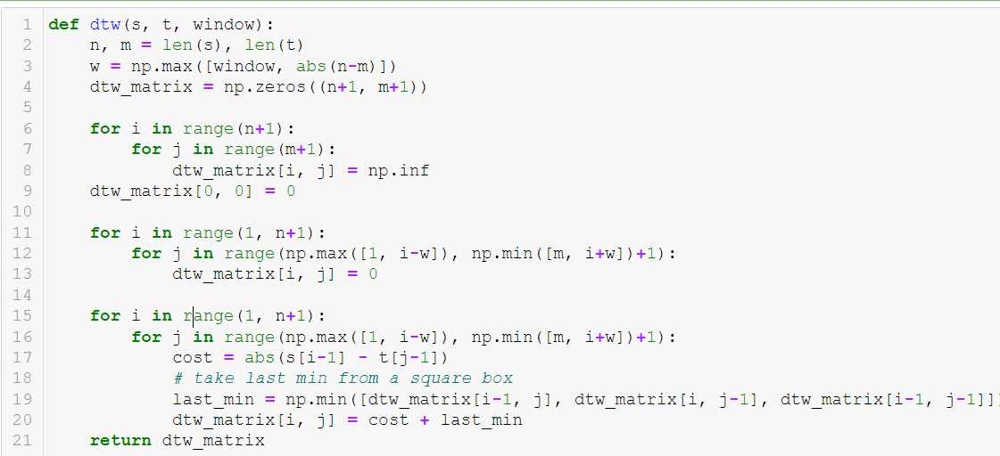 1 def dtw(s, t, window):
2     n, m = len(s), len(t)
3     w = np.max([window, abs(n-m)])
4     dtw_matrix = np.zeros((n+1, m+1))
5
6     for i in range(n+1):
7         for j in range(m+1):
8             dtw_matrix[i, j] = np.inf
9     dtw_matrix[0, 0] = 0
10
11     for i in range(1, n+1):
12         for j in range(np.max([1, i-w]), np.min([m, i+w])+1):
13             dtw_matrix[i, j] = 0
14
15     for i in range(1, n+1):
16         for j in range(np.max([1, i-w]), np.min([m, i+w])+1):
17             cost = abs(s[i-1] - t[j-1])
18             # take last min from a square box
19             last_min = np.min([dtw_matrix[i-1, j], dtw_matrix[i, j-1], dtw_matrix[i-1, j-1]]
20             dtw_matrix[i, j] = cost + last_min
21     return dtw_matrix